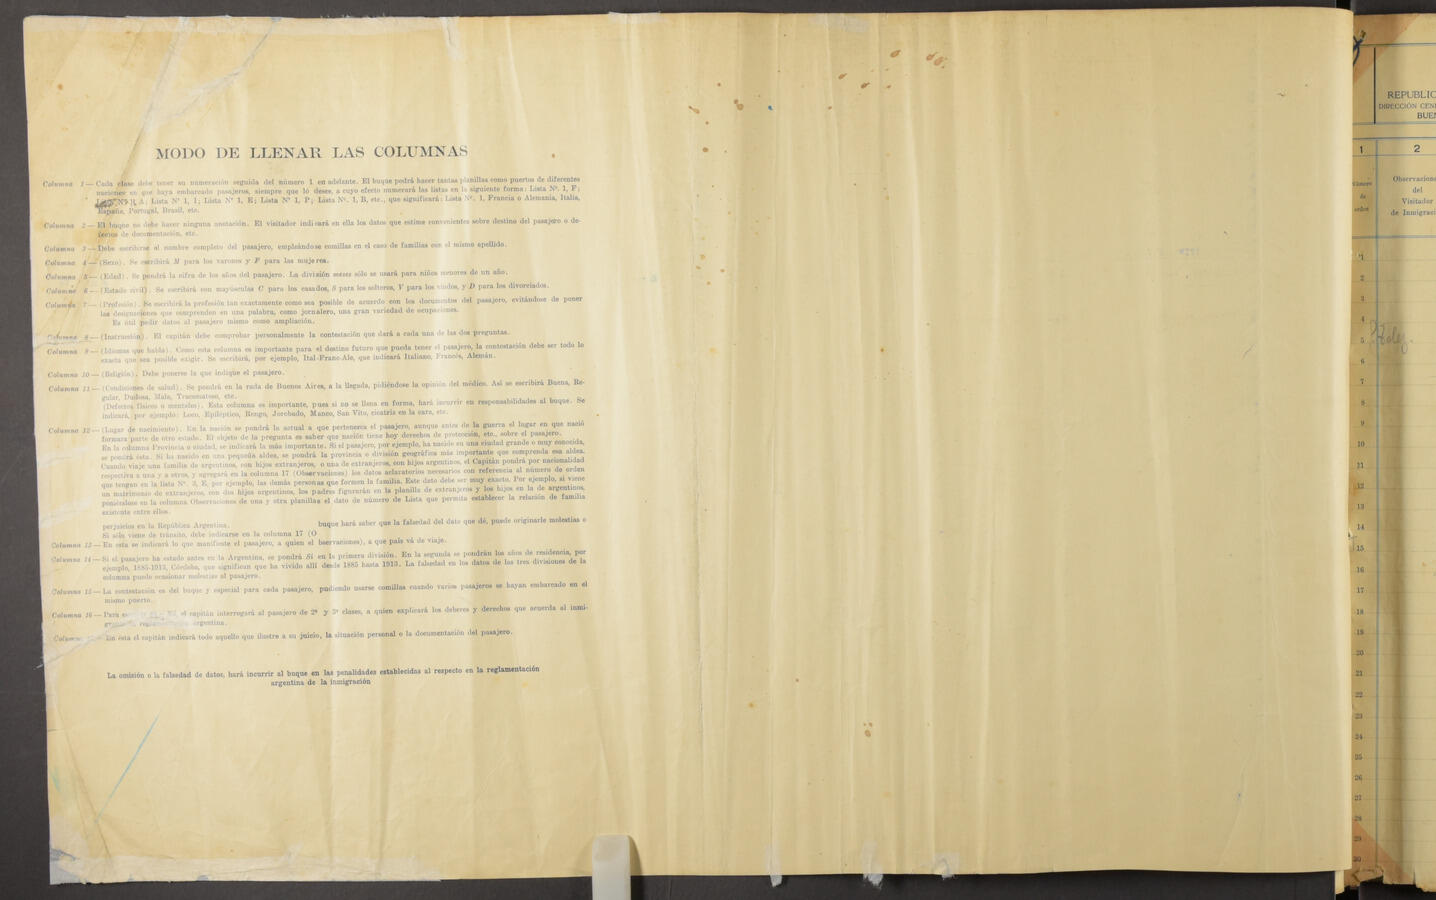 MODO DE LLENAR LAS COLUMNAS
Columna 1 — Cada clase debe tener su numeración seguida del número 1 en adelante. El buque podrá hacer tantas planillas como puertos de diferentes
naciones en que haya embarcado pasajeros, siempre que lo desee, a cuyo efecto numerará las listas en la siguiente forma: Lista Nº. 1, F;
A; Lista Nº 1, I; Lista Nº 1, E; Lista Nº 1, P; Lista Nº. 1, B, etc., que significará: Lista Nº. 1, Francia o Alemania, Italia,
España, Portugal, Brasil, etc.
Columna 2 — El buque no debe hacer ninguna anotación. El visitador indicará en ella los datos que estime convenientes sobre destino del pasajero o de-
fectos de documentación, etc.
Columna 3 — Debe escribirse el nombre completo del pasajero, empleándose comillas en el caso de familias con el mismo apellido.
Columna 4 — (Sexo). Se escribirá M para los varones y F para las mujeres.
Columna 5 — (Edad). Se pondrá la cifra de los años del pasajero. La división meses sólo se usará para niños menores de un año.
Columna 6 — (Estado civil). Se escribirá con mayúsculas C para los casados, S para los solteros, V para los viudos, y D para los divorciados.
Columna 7 — (Profesión). Se escribirá la profesión tan exactamente como sea posible de acuerdo con los documentos del pasajero, evitándose de poner
las designaciones que comprenden en una palabra, como jornalero, una gran variedad de ocupaciones.
Es útil pedir datos al pasajero mismo como ampliación.
Columna 8 — (Instrucción). El capitán debe comprobar personalmente la contestación que dará a cada una de las dos preguntas.
Columna 9 — (Idiomas que habla). Como esta columna es importante para el destino futuro que pueda tener el pasajero, la contestación debe ser todo lo
exacta que sea posible exigir. Se escribirá, por ejemplo, Ital-Franc-Ale, que indicará Italiano, Francés, Alemán.
Columna 10 — (Religión). Debe ponerse la que indique el pasajero.
Columna 11 — (Condiciones de salud). Se pondrá en la rada de Buenos Aires, a la llegada, pidiéndose la opinión del médico. Así se escribirá Buena, Re-
gular, Dudosa, Mala, Tracomatoso, etc.
(Defectos físicos o mentales). Esta columna es importante, pues si no se llena en forma, hará incurrir en responsabilidades al buque. Se
indicará, por ejemplo: Loco, Epiléptico, Rengo, Jorobado, Manco, San Vito, cicatriz en la cara, etc.
Columna 12 — (Lugar de nacimiento). En la nación se pondrá la actual a que pertenezca el pasajero, aunque antes de la guerra el lugar en que nació
formara parte de otro estado. El objeto de la pregunta es saber que nación tiene hoy derechos de protección, etc., sobre el pasajero.
En la columna Provincia o ciudad, se indicará la más importante. Si el pasajero, por ejemplo, ha nacido en una ciudad grande o muy conocida,
se pondrá ésta. Si ha nacido en una pequeña aldea, se pondrá la provincia o división geográfica más importante que comprenda esa aldea.
Cuando viaje una familia de argentinos, con hijos extranjeros, o una de extranjeros, con hijos argentinos, el Capitán pondrá por nacionalidad
respectiva a una y a otros, y agregará en la columna 17 (Observaciones) los datos aclaratorios necesarios con referencia al número de orden
que tengan en la lista Nº. 3, E, por ejemplo, las demás personas que formen la familia. Este dato debe ser muy exacto. Por ejemplo, si viene
un matrimonio de extranjeros, con dos hijos argentinos, los padres figurarán en la planilla de extranjeros y los hijos en la de argentinos,
poniéndose en la columna Observaciones de una y otra planillas el dato de número de Lista que permita establecer la relación de familia
existente entre ellos.
perjuicios en la República Argentina. buque hará saber que la falsedad del dato que dé, puede originarle molestias o
Si sólo viene de tránsito, debe indicarse en la columna 17 (O
Columna 13 — En esta se indicará lo que manifieste el pasajero, a quien el bservaciones), a que país va de viaje.
Columna 14 — Si el pasajero ha estado antes en la Argentina, se pondrá Sí en la primera división. En la segunda se pondrán los años de residencia, por
ejemplo, 1885-1913, Córdoba, que significan que ha vivido allí desde 1885 hasta 1913. La falsedad en los datos de las tres divisiones de la
columna puede ocasionar molestias al pasajero.
Columna 15 — La contestación es del buque y especial para cada pasajero, pudiendo usarse comillas cuando varios pasajeros se hayan embarcado en el
mismo puerto.
Columna 16 — Para el capitán interrogará al pasajero de 2ª y 3ª clases, a quien explicará los deberes y derechos que acuerda al inmi-
argentina.
Columna — En ésta el capitán indicará todo aquello que ilustre a su juicio, la situación personal o la documentación del pasajero.
La omisión o la falsedad de datos, hará incurrir al buque en las penalidades establecidas al respecto en la reglamentación
argentina de la inmigración
REPUBLIC
DIRECCIÓN CEN
BUE
1 2
Número
de
orden
Observacione
del
Visitador
de Inmigraci
1
2
3
4
5
6
7
8
9
10
11
12
13
14
15
16
17
18
19
20
21
22
23
24
25
26
27
28
29
30